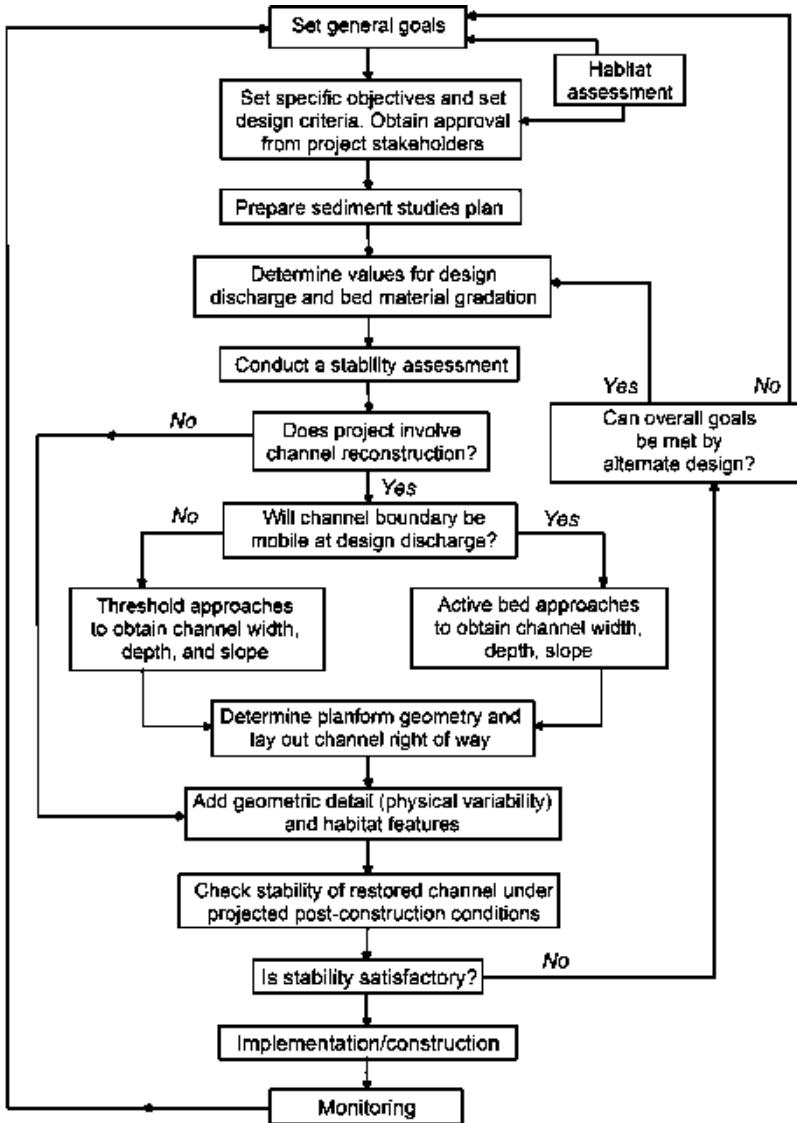 Set general goals
Habitat
assessment
Set specific objectives and set
design criteria. Obtain approval
from project stakeholders
Prepare sediment studies plan
Determine values for design
discharge and bed material gradation
Conduct a stability assessment
Yes
No
No
Does project involve
channel reconstruction?
Can overall goals
be met by
alternate design?
Yes
No
Will channel boundary be
mobile at design discharge?
Yes
Threshold approaches
to obtain channel width,
depth, and slope
Active bed approaches
to obtain channel width,
depth, slope
Determine planform geometry and
lay out channel right of way
Add geometric detail (physical variability)
and habitat features
Check stability of restored channel under
projected post-construction conditions
Is stability satisfactory?
No
Implementation/construction
Monitoring